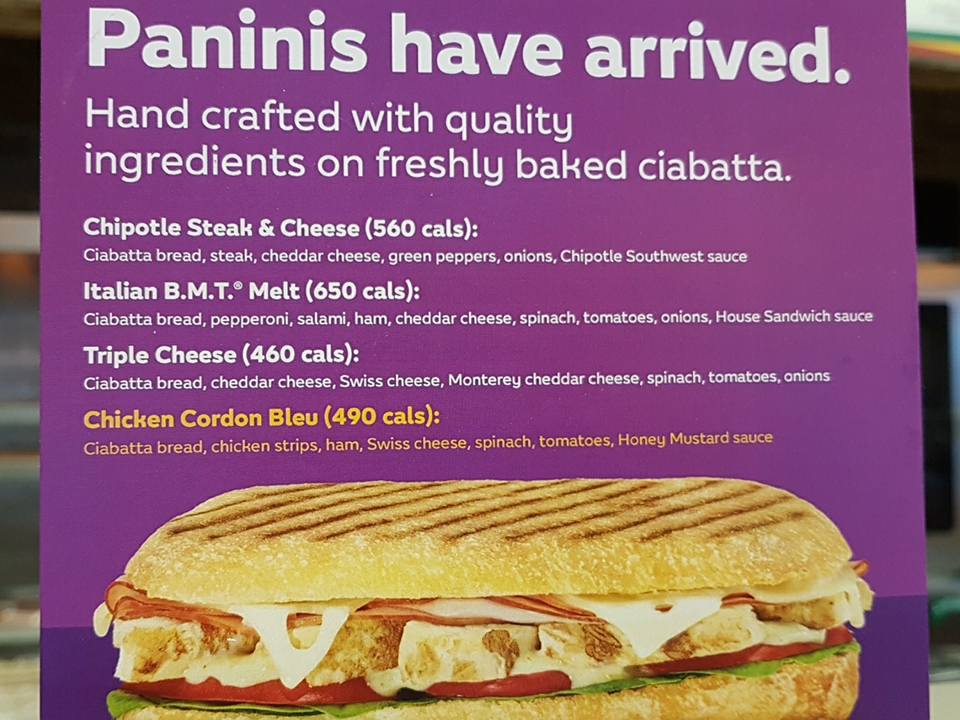 Paninis have arrived.
Hand crafted with quality
ingredients on freshly baked ciabatta.
Chipotle Steak & Cheese (560 cals):
Ciabatta bread, steak, cheddar cheese, green peppers, onions, Chipotle Southwest sauce
Italian B.M.T.® Melt (650 cals):
Ciabatta bread, pepperoni, salami, ham, cheddar cheese, spinach, tomatoes, onions, House Sandwich sauce
Triple Cheese (460 cals):
Ciabatta bread, cheddar cheese, Swiss cheese, Monterey cheddar cheese, spinach, tomatoes, onions
Chicken Cordon Bleu (490 cals):
Ciabatta bread, chicken strips, ham, Swiss cheese, spinach, tomatoes, Honey Mustard sauce